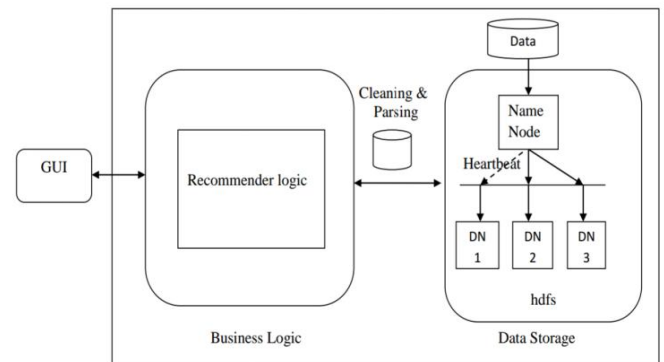 Data
Cleaning &
Parsing
Name
Node
GUI
Recommender logic
Heartbeat
DN
1
DN
2
DN
3
hdfs
Business Logic
Data Storage